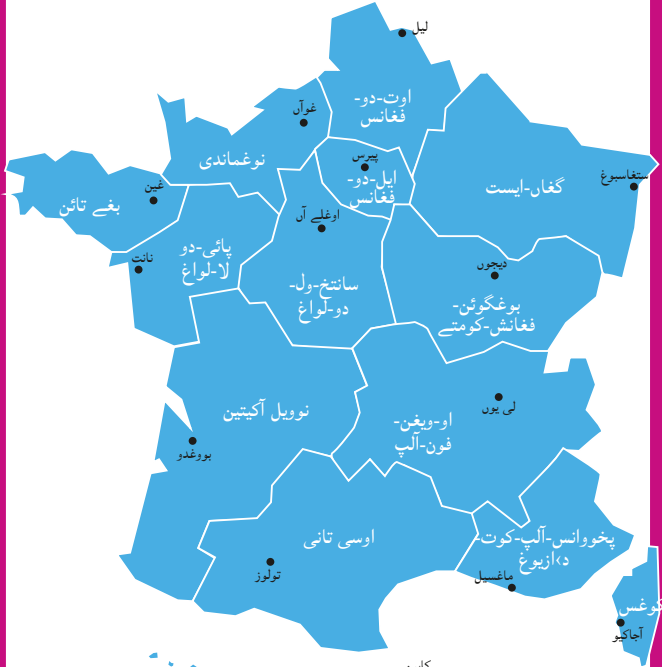 لیل
اوت-دو-
فغانس
غوآں
نوغماندی
پیرس
ایل-دو-
فغانس
گغاں-ایست
ستغاسبوغ
غین
بغے تائن
اوغلے آں
نانت
پائی-دو
لا-لواغ
سانتغ-ول-
دو-لواغ
دیجوں
بوغگوئن-
فغانش-کومتے
نوویل آکیتین
لی یوں
او-ویغن-
فون-آلپ
بووغدو
اوسی تانی
تولوز
پخووانس-آلپ-کوت-
د›ازیوغ
ماغسیل
کوغس
آجاکیو